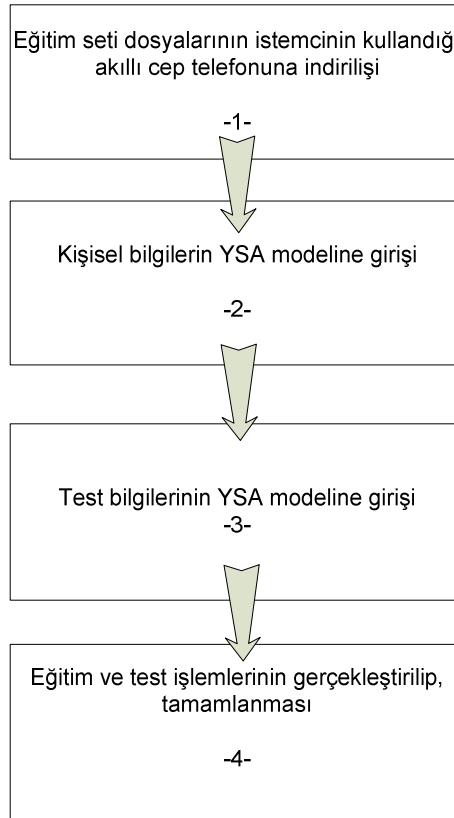 Eğitim seti dosyalarının istemcinin kullandığ
akıllı cep telefonuna indirilişi
-1-
Kişisel bilgilerin YSA modeline girişi
-2-
Test bilgilerinin YSA modeline girişi
-3-
Eğitim ve test işlemlerinin gerçekleştirilip,
tamamlanması
-4-